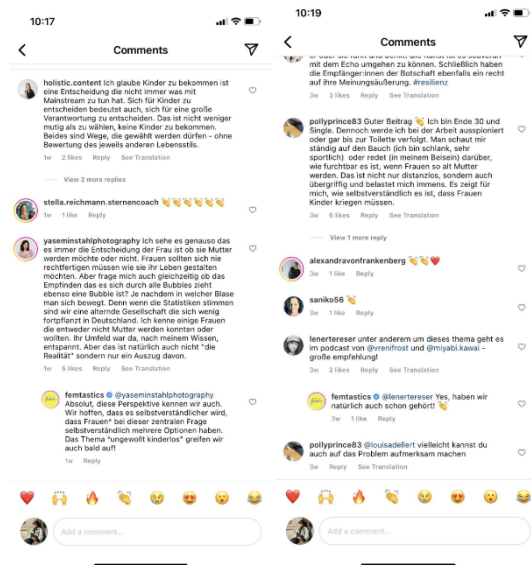 10:17
Comments
holistic.content Ich glaube Kinder zu bekommen ist
eine Entscheidung die nicht immer was mit
Mainstream zu tun hat. Sich für Kinder zu
entscheiden bedeutet auch, sich für eine große
Verantwortung zu entscheiden. Das ist nicht weniger
mutig als zu wählen, keine Kinder zu bekommen.
Beides sind Wege, die gewählt werden dürfen - ohne
Bewertung des jeweils anderen Lebensstils.
1w 2 likes Reply See Translation
View 2 more replies
stella.reichmann.sternencoach 👏👏👏👏👏👏
1w 1 like Reply
yaseminstahlphotography Ich sehe es genauso das
es immer die Entscheidung der Frau ist ob sie Mutter
werden möchte oder nicht. Frauen sollten sich nie
rechtfertigen müssen wie sie ihr Leben gestalten
möchten. Aber frage mich auch gleichzeitig ob das
Empfinden das es sich durch alle Bubbles zieht
ebenso eine Bubble ist? Je nachdem in welcher Blase
man sich bewegt. Denn wenn die Statistiken stimmen
sind wir eine alternde Gesellschaft die sich wenig
fortpflanzt in Deutschland. Ich kenne einige Frauen
die entweder nicht Mutter werden konnten oder
wollten. Ihr Umfeld war da, nach meinem Wissen,
entspannt. Aber das ist natürlich auch nicht "die
Realität" sondern nur ein Auszug davon.
1w 5 likes Reply See Translation
femtastics @yaseminstahlphotography
Absolut, diese Perspektive kennen wir auch.
Wir hoffen, dass es selbstverständlicher wird,
dass Frauen* bei dieser zentralen Frage
selbstverständlich mehrere Optionen haben.
Das Thema "ungewollt kinderlos" greifen wir
auch bald auf!
1w Reply
Add a comment...
10:19
Comments
mit dem Echo umgehen zu können. Schließlich haben
die Empfänger:innen der Botschaft ebenfalls ein recht
auf ihre Meinungsäußerung. #resilienz
3w 3 likes Reply See Translation
pollyprince83 Guter Beitrag 👏 Ich bin Ende 30 und
Single. Dennoch werde ich bei der Arbeit ausspioniert
oder gar bis zur Toilette verfolgt. Man schaut mir
ständig auf den Bauch (ich bin schlank, sehr
sportlich) oder redet (in meinem Beisein) darüber,
wie furchtbar es ist, wenn Frauen so alt Mutter
werden. Das ist nicht nur distanzlos, sondern auch
übergriffig und belastet mich immens. Es zeigt für
mich, wie selbstverständlich es ist, dass Frauen
Kinder kriegen müssen.
3w 6 likes Reply See Translation
View 1 more reply
alexandravonfrankenberg 👏👏❤️
3w 1 like Reply
saniko56 👏
3w 1 like Reply
lenertereser unter anderem um dieses thema geht es
im podcast von @vrenifrost und @miyabi.kawai -
große empfehlung!
3w 2 likes Reply See Translation
femtastics @lenertereser Yes, haben wir
natürlich auch schon gehört! 👏
3w 1 like Reply
pollyprince83 @louisadellert vielleicht kannst du
auch auf das Problem aufmerksam machen
3w Reply See Translation
Add a comment...